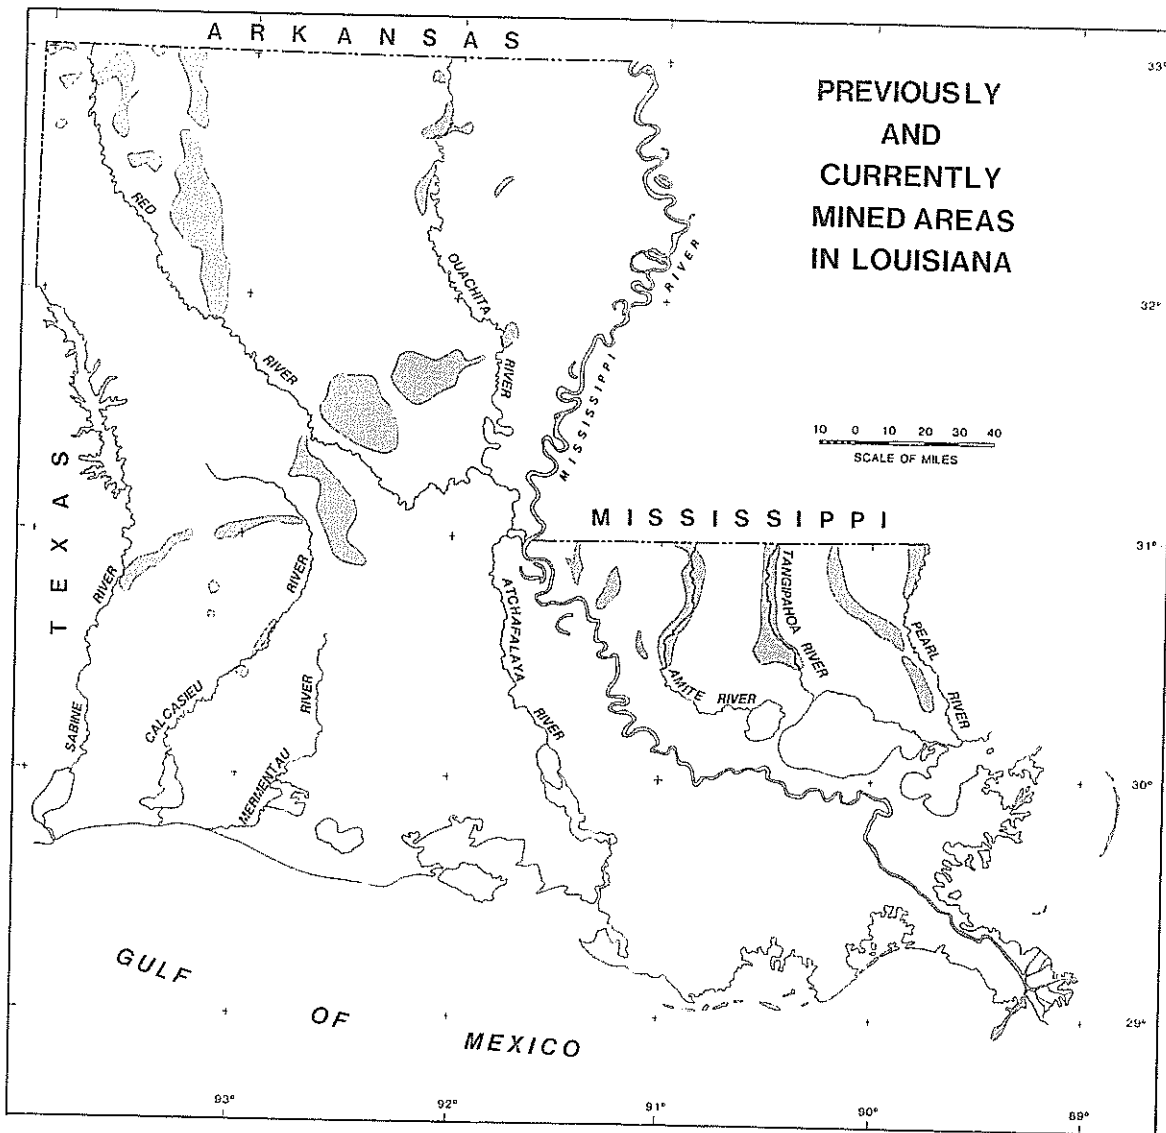 ARKANSAS
33°
PREVIOUSLY
AND
CURRENTLY
MINED AREAS
IN LOUISIANA
RED
RIVER
OUACHITA
RIVER
MISSISSIPPI
RIVER
32°
10 0 10 20 30 40
SCALE OF MILES
TEXAS
MISSISSIPPI
31°
SABINE
RIVER
CALCASIEU
RIVER
MERMENTAU
RIVER
ATCHAFALAYA
RIVER
AMITE
RIVER
TANGIPAHOA
RIVER
PEARL
RIVER
30°
GULF
OF
MEXICO
29°
93° 92° 91° 90° 89°